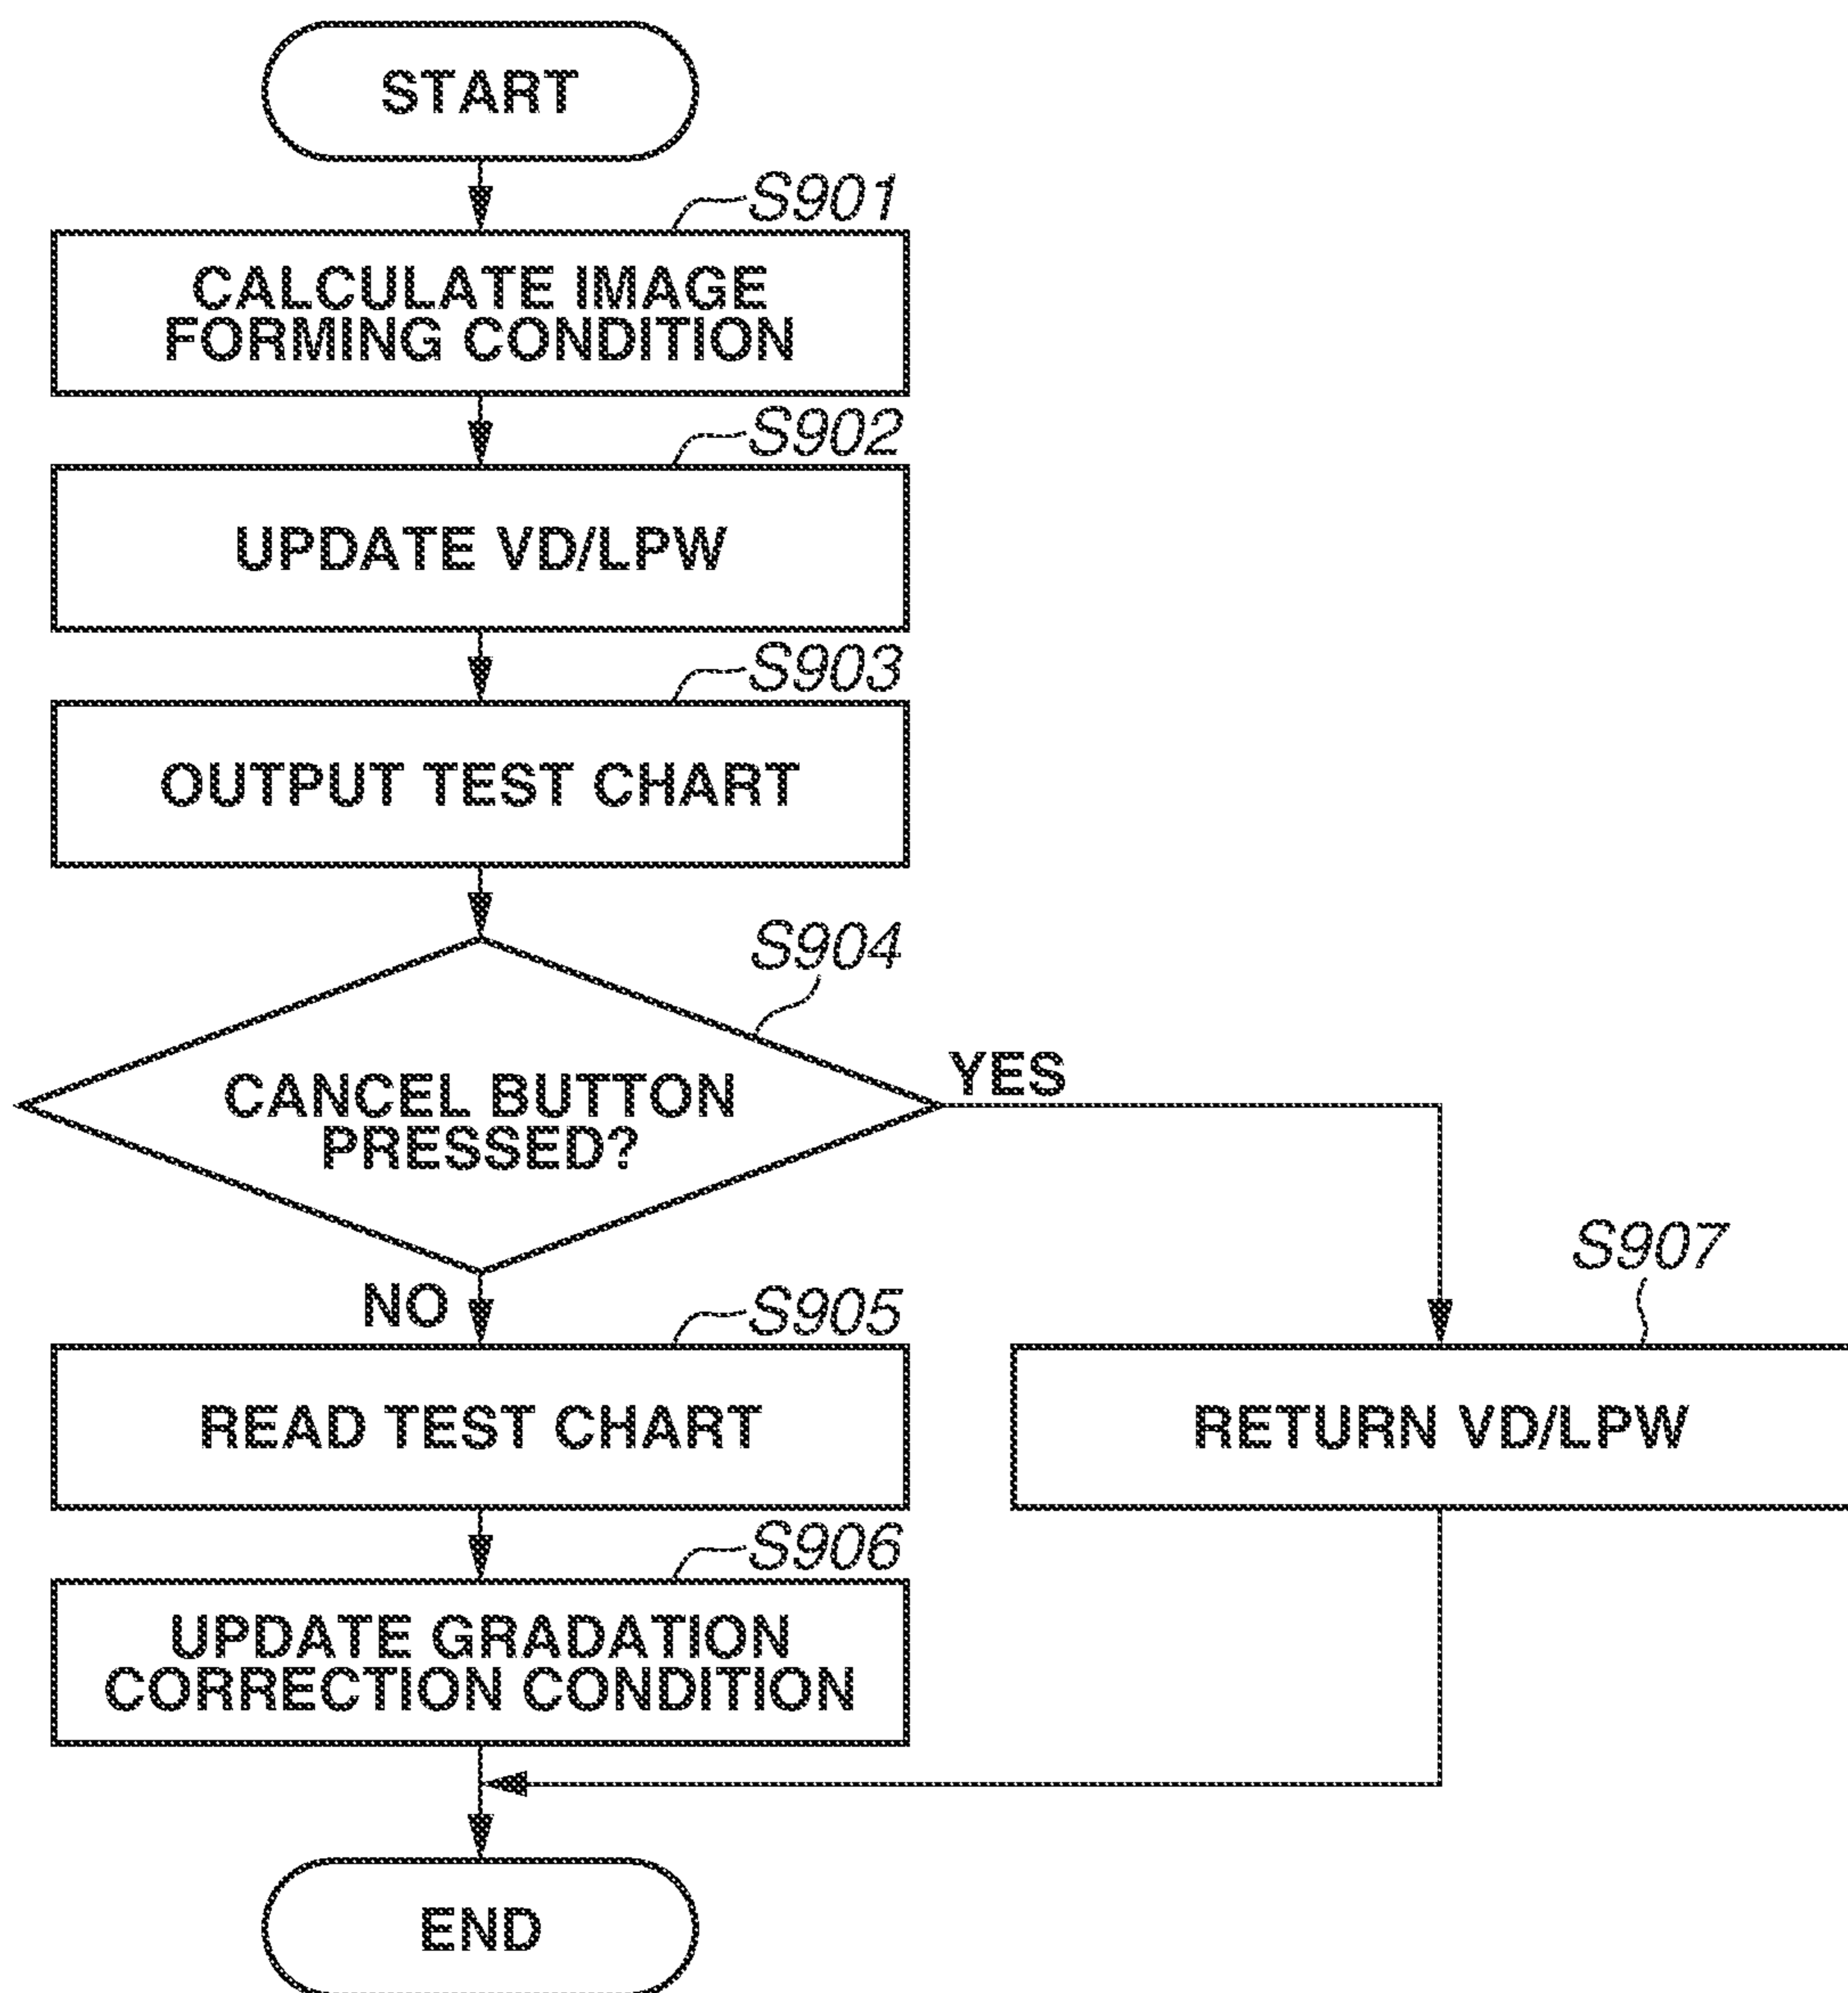 START
S901
CALCULATE IMAGE
FORMING CONDITION
S902
UPDATE VD/LPW
S903
OUTPUT TEST CHART
S904
CANCEL BUTTON
PRESSED?
YES
NO
S905
READ TEST CHART
S907
RETURN VD/LPW
S906
UPDATE GRADATION
CORRECTION CONDITION
END